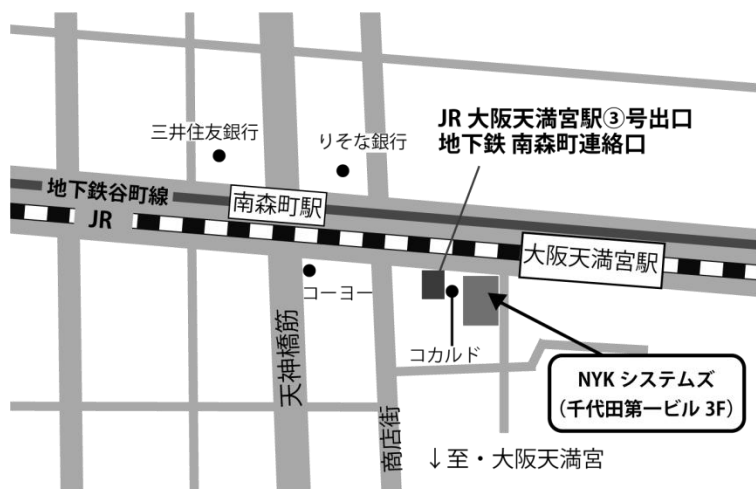 JR 大阪天満宮駅③号出口
地下鉄 南森町連絡口
三井住友銀行
りそな銀行
地下鉄谷町線
南森町駅
JR
大阪天満宮駅
コーヨー
天神橋筋
コカルド
NYK システムズ
(千代田第一ビル 3F)
商店街
↓至・大阪天満宮